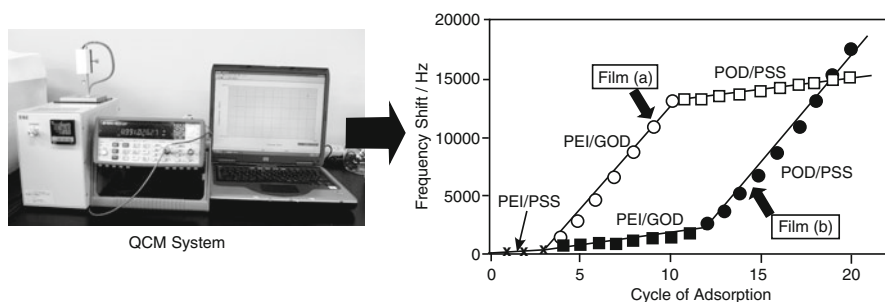 QCM System
Frequency Shift / Hz
20000
15000
10000
5000
0
0
5
10
15
20
Cycle of Adsorption
Film (a)
PEI/GOD
POD/PSS
PEI/PSS
PEI/GOD
POD/PSS
Film (b)